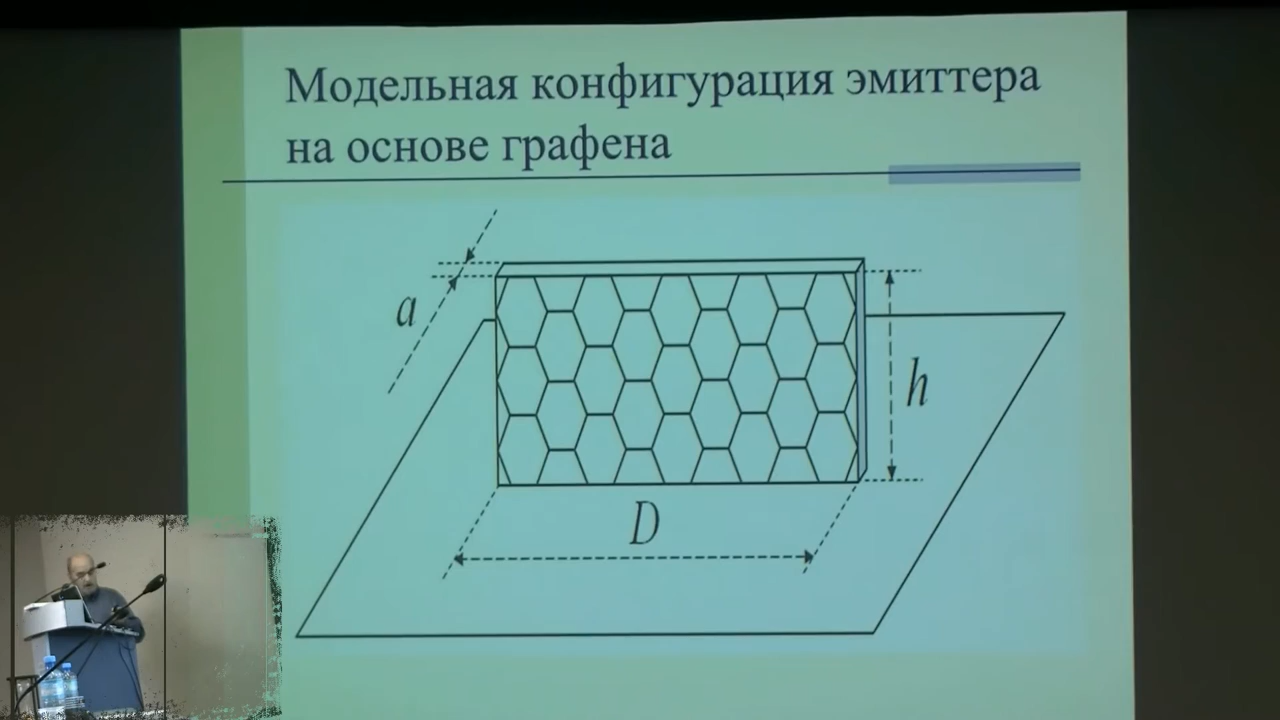 Модельная конфигурация эмиттера
на основе графена
a
h
D